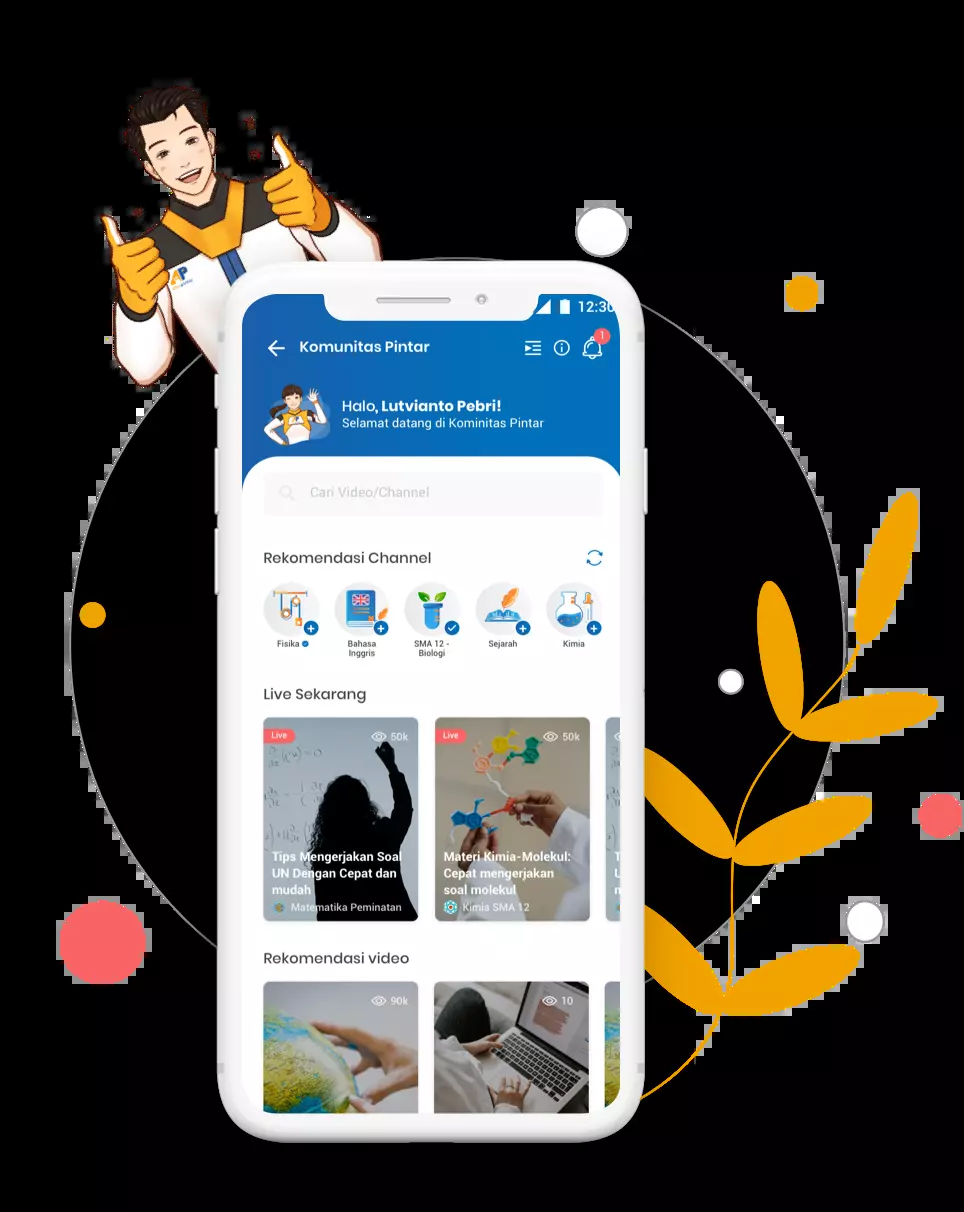 AP
12:30
Komunitas Pintar
1
Halo, Lutvianto Pebri!
Selamat datang di Kominitas Pintar
Cari Video/Channel
Rekomendasi Channel
Fisika
Bahasa
Inggris
SMA 12 -
Biologi
Sejarah
Kimia
Live Sekarang
Live
50k
Tips Mengerjakan Soal
UN Dengan Cepat dan
mudah
Matematika Peminatan
Live
50k
Materi Kimia-Molekul:
Cepat mengerjakan
soal molekul
Kimia SMA 12
Rekomendasi video
90k
10